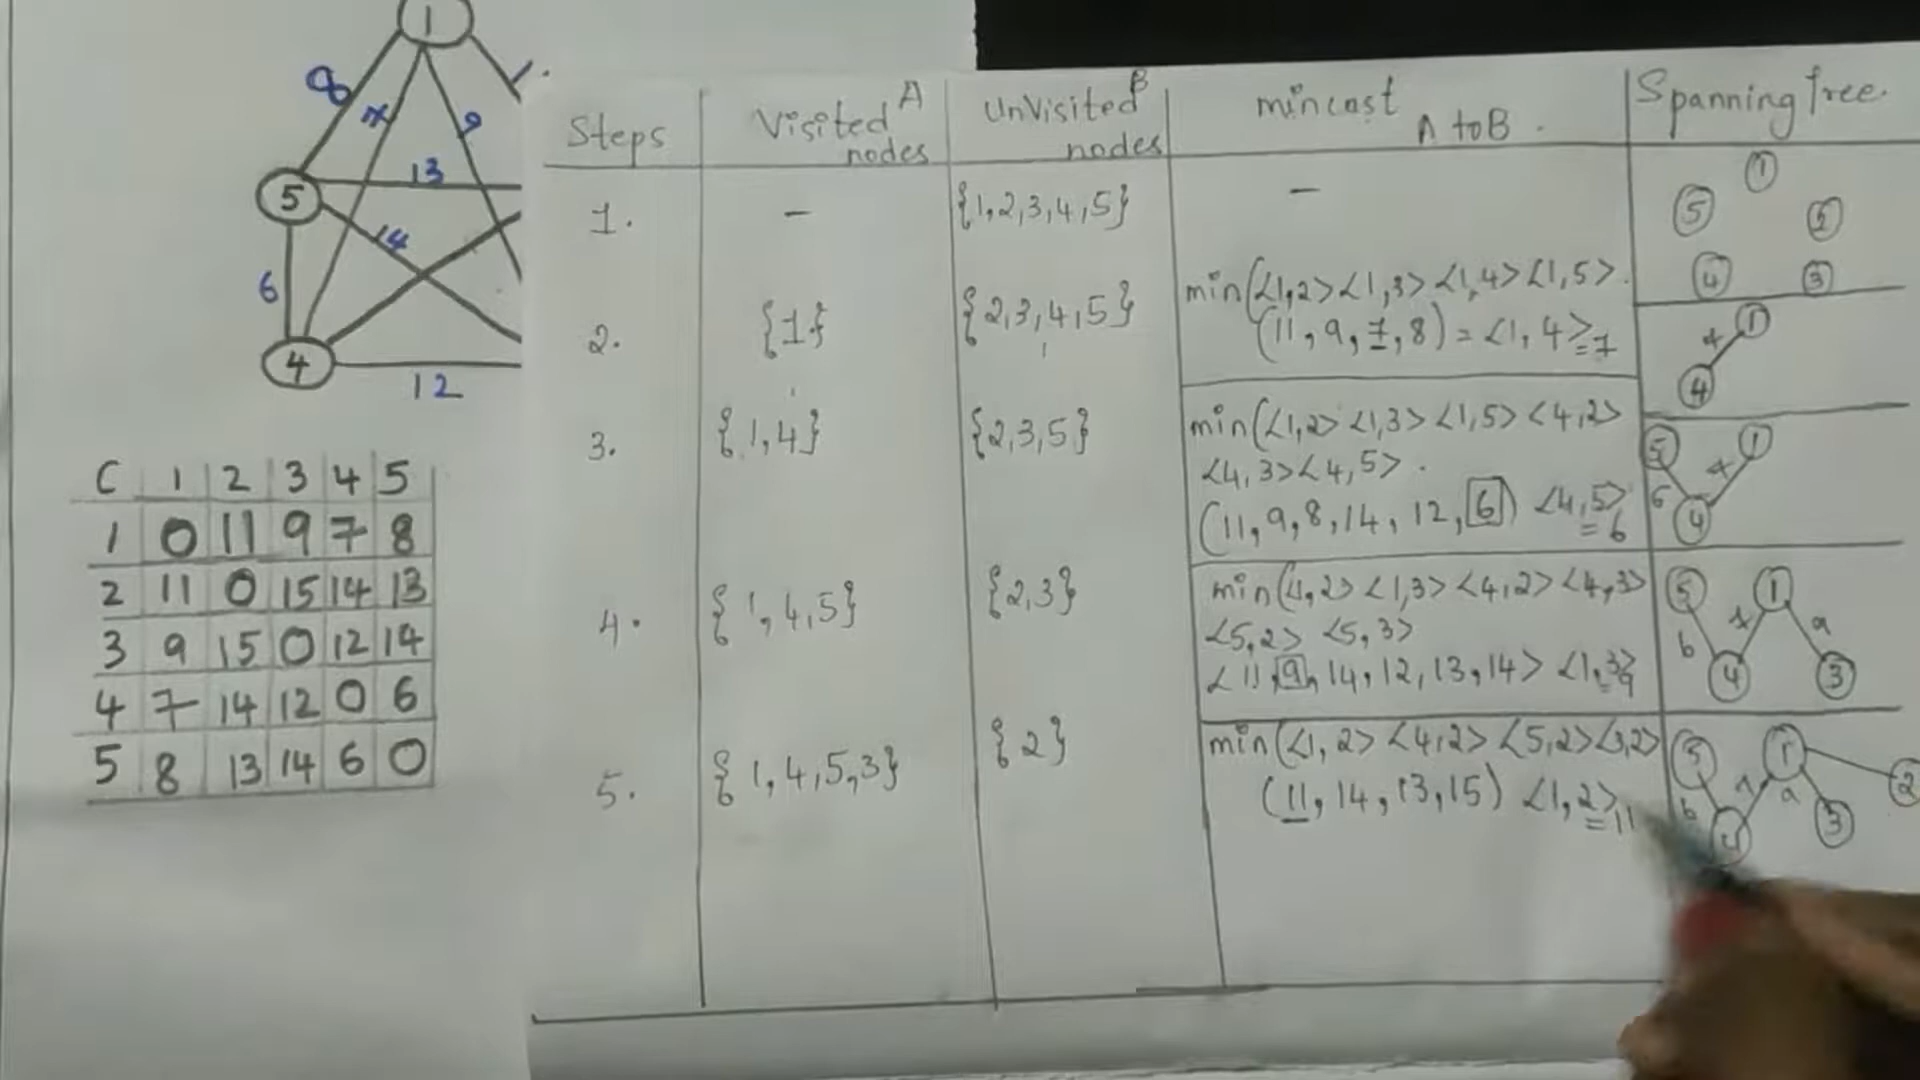 1
8
7
9
1.
13
5
14
6
4
12
C 1 2 3 4 5
1 0 11 9 7 8
2 11 0 15 14 13
3 9 15 0 12 14
4 7 14 12 0 6
5 8 13 14 6 0
Steps Visited A nodes UnVisited B nodes mincost A to B . Spanning Tree.
1. - {1,2,3,4,5} -
1
5 2
4 3
2. {1} {2,3,4,5} min(<1,2> <1,3> <1,4> <1,5>.
(11, 9, 7, 8) = <1, 4> = 7
7 1
4
3. {1,4} {2,3,5} min(<1,2> <1,3> <1,5> <4,2>
<4,3> <4,5> .
(11, 9, 8, 14, 12, 6) <4,5> = 6
5 7 1
6 4
4. {1,4,5} {2,3} min(<1,2> <1,3> <4,2> <4,3>
<5,2> <5,3>
<11, 9, 14, 12, 13, 14> <1,3> = 9
5 1
6 7 9
4 3
5. {1,4,5,3} {2} min(<1,2> <4,2> <5,2> <3,2>
(11, 14, 13, 15) <1,2> = 11
5 1 2
6 7 9
4 3